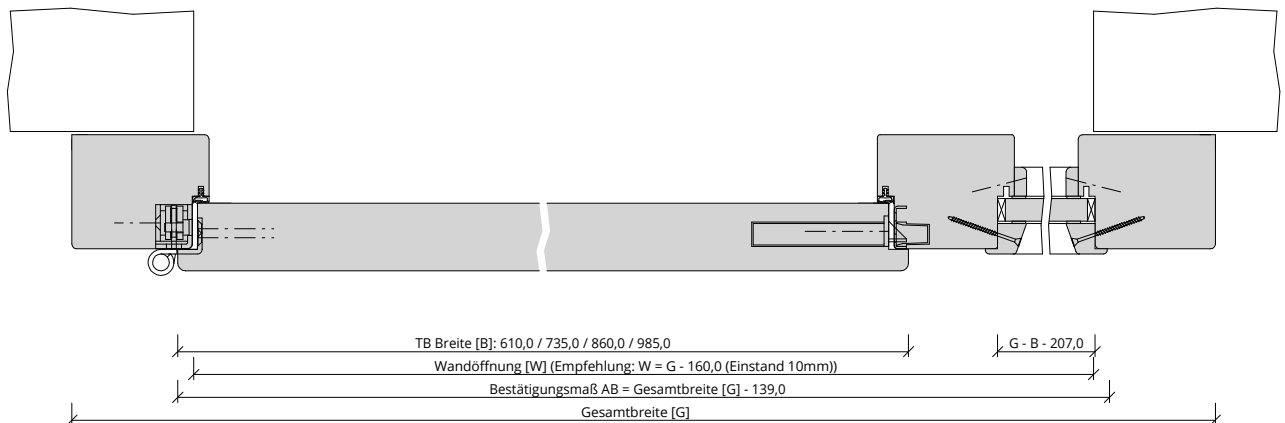 TB Breite [B]: 610,0 / 735,0 / 860,0 / 985,0
G - B - 207,0
Wandöffnung [W] (Empfehlung: W = G - 160,0 (Einstand 10mm))
Bestätigungsmaß AB = Gesamtbreite [G] - 139,0
Gesamtbreite [G]